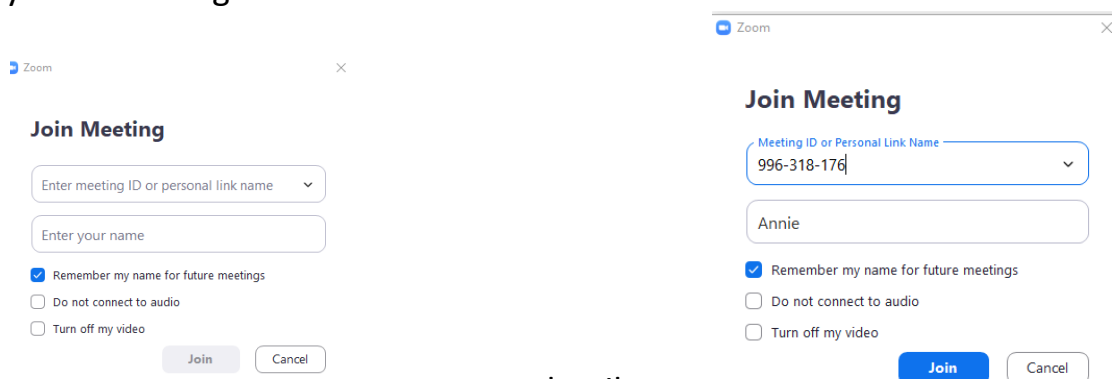 Zoom
Join Meeting
Enter meeting ID or personal link name
Enter your name
Remember my name for future meetings
Do not connect to audio
Turn off my video
Join Cancel
Zoom
Join Meeting
Meeting ID or Personal Link Name
996-318-176
Annie
Remember my name for future meetings
Do not connect to audio
Turn off my video
Join Cancel